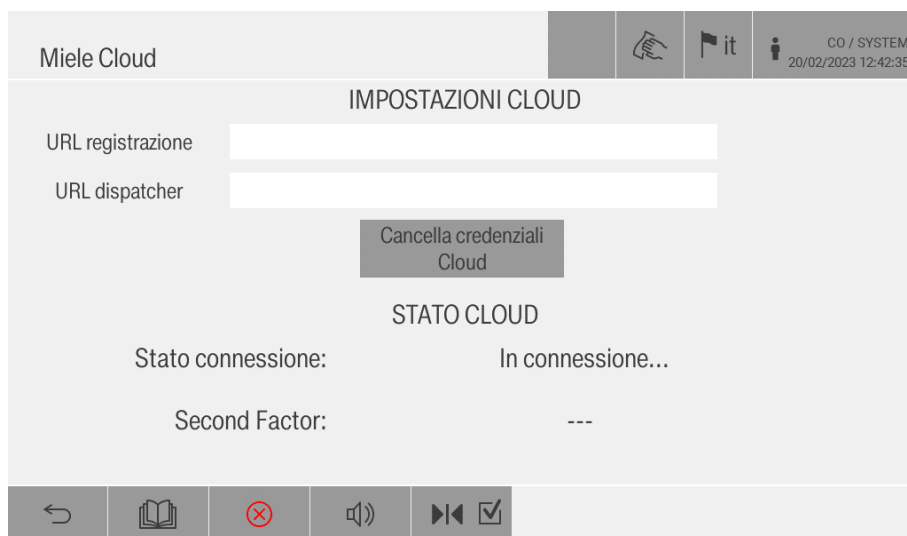 Miele Cloud
it
CO / SYSTEM
20/02/2023 12:42:35
IMPOSTAZIONI CLOUD
URL registrazione
URL dispatcher
Cancella credenziali
Cloud
STATO CLOUD
Stato connessione: In connessione...
Second Factor: ---